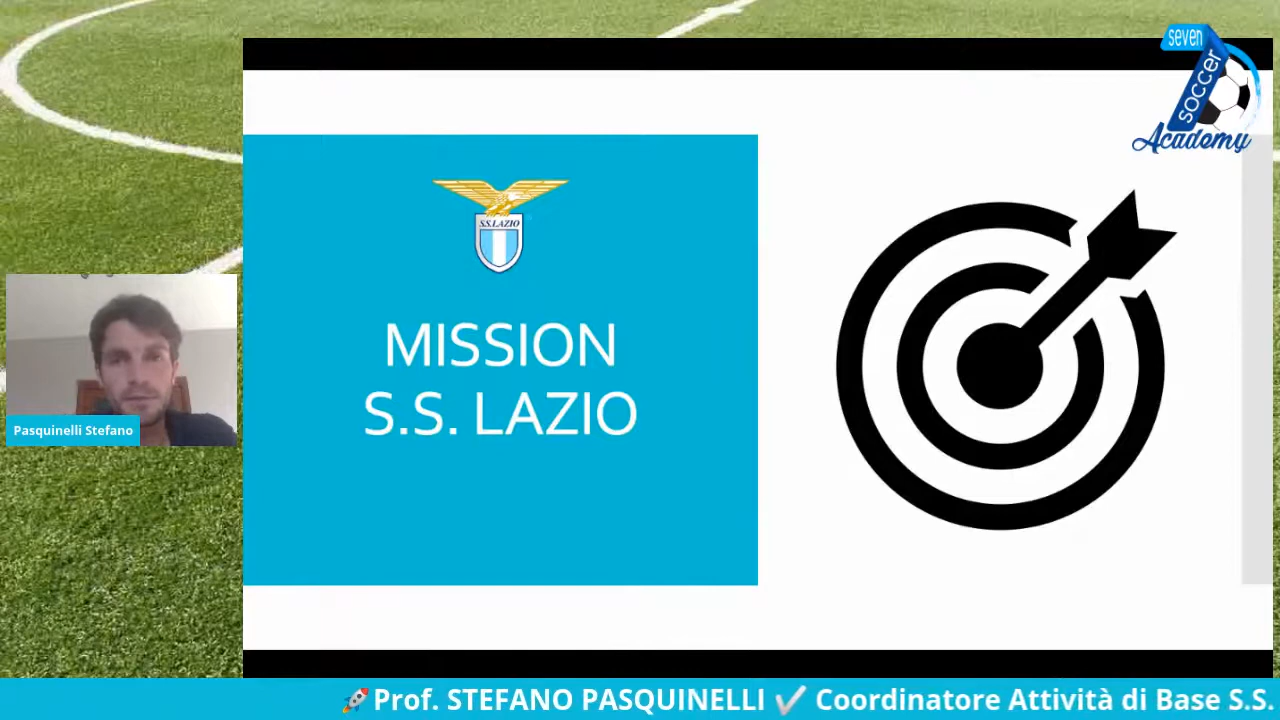 seven
SOCCER
Academy
S.S.LAZIO
MISSION
S.S. LAZIO
Pasquinelli Stefano
🚀Prof. STEFANO PASQUINELLI ✔️ Coordinatore Attività di Base S.S.